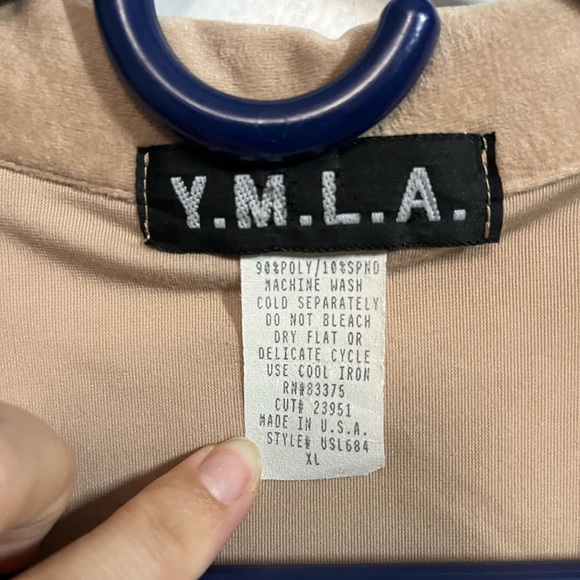 Y.M.L.A.
90%POLY/10%SPND
MACHINE WASH
COLD SEPARATELY
DO NOT BLEACH
DRY FLAT OR
DELICATE CYCLE
USE COOL IRON
RN#83375
CUT# 23951
MADE IN U.S.A.
STYLE# USL684
XL